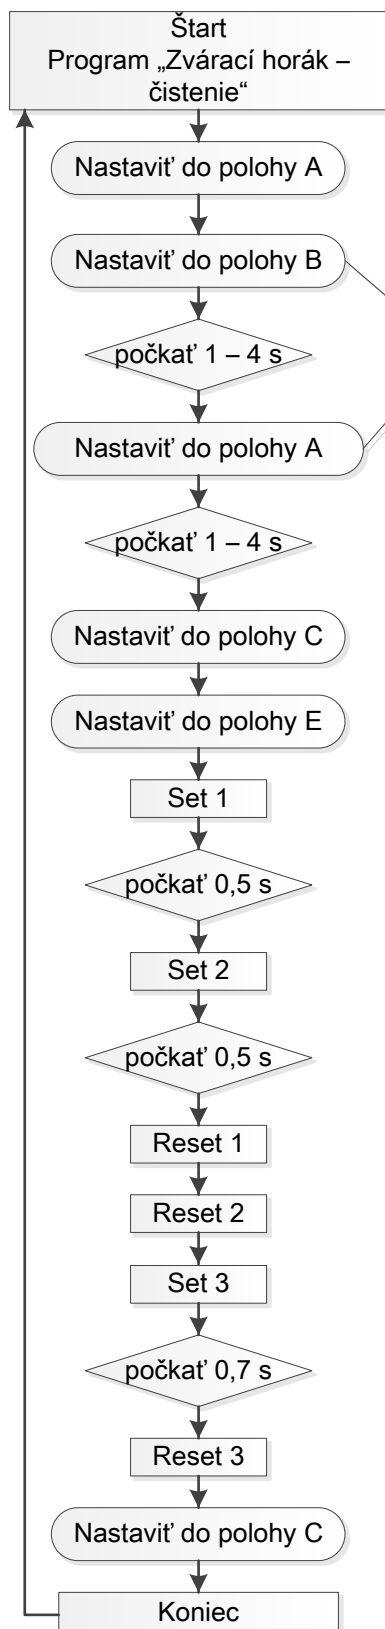 Štart
Program „Zvárací horák –
čistenie“
Nastaviť do polohy A
Nastaviť do polohy B
počkať 1 – 4 s
Nastaviť do polohy A
počkať 1 – 4 s
Nastaviť do polohy C
Nastaviť do polohy E
Set 1
počkať 0,5 s
Set 2
počkať 0,5 s
Reset 1
Reset 2
Set 3
počkať 0,7 s
Reset 3
Nastaviť do polohy C
Koniec